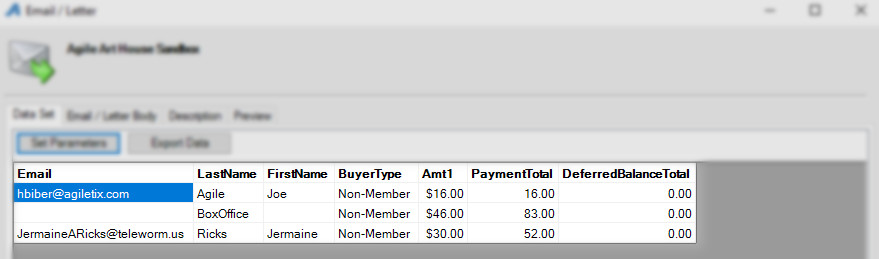 Email / Letter
Agile Art House Sandbox
Data Set Email / Letter Body Description Preview
Set Parameters Export Data
Email LastName FirstName BuyerType Amt1 PaymentTotal DeferredBalanceTotal
hbiber@agiletix.com Agile Joe Non-Member $16.00 16.00 0.00
BoxOffice Non-Member $46.00 83.00 0.00
JermaineARicks@teleworm.us Ricks Jermaine Non-Member $30.00 52.00 0.00